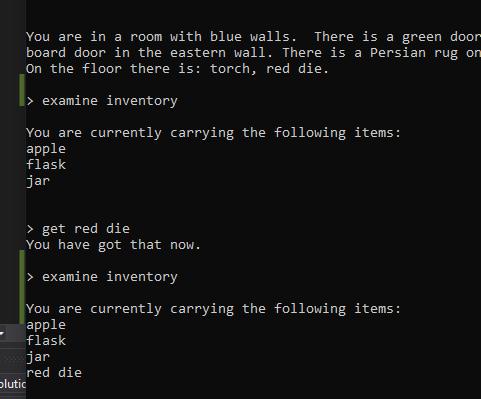 You are in a room with blue walls.  There is a green door
board door in the eastern wall. There is a Persian rug on
On the floor there is: torch, red die.
> examine inventory
You are currently carrying the following items:
apple
flask
jar
> get red die
You have got that now.
> examine inventory
You are currently carrying the following items:
apple
flask
jar
red die